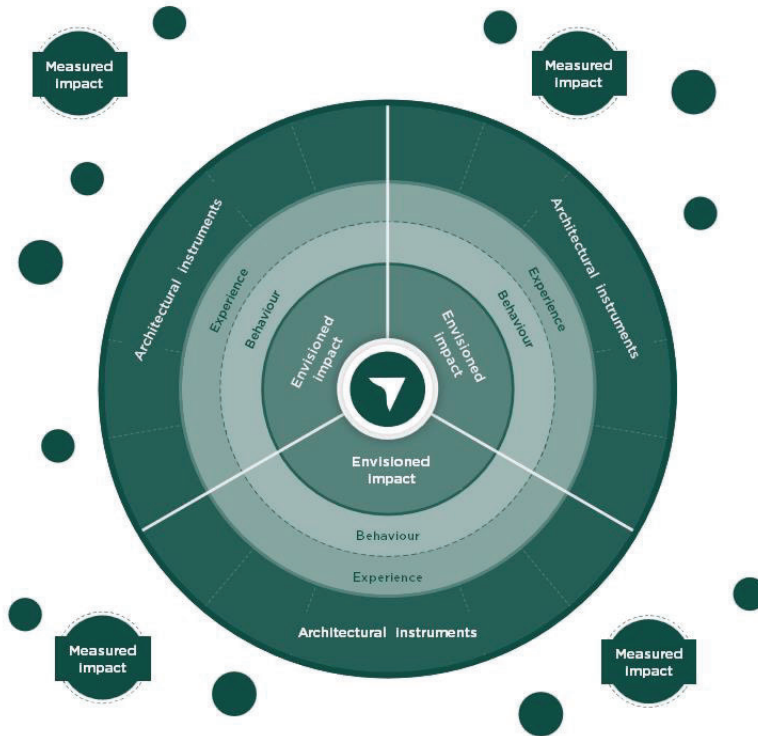 Measured
impact
Measured
impact
Architectural instruments
Experience
Behaviour
Envisioned
impact
Envisioned
impact
Behaviour
Experience
Architectural instruments
Envisioned
impact
Behaviour
Experience
Architectural instruments
Measured
impact
Measured
impact